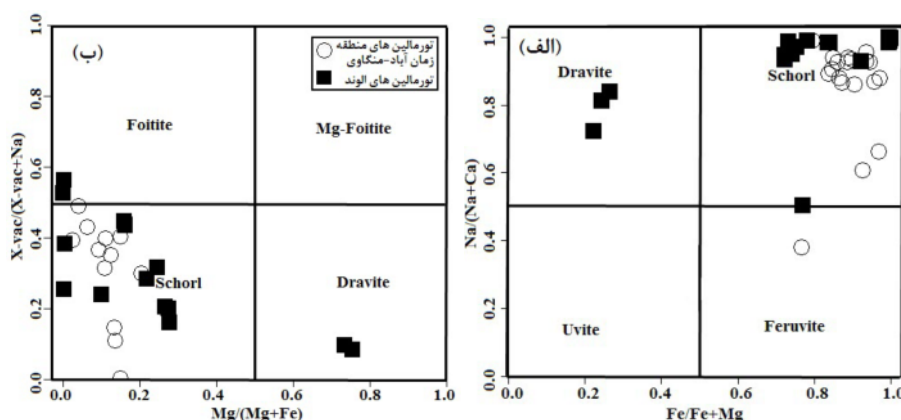 (ب)
تورمالین های منطقه
زمان آباد-منگاوی
تورمالین های الوند
Foitite
Mg-Foitite
Schorl
Dravite
X-vac/(X-vac+Na)
1.0
0.8
0.6
0.4
0.2
0.0
0.0 0.2 0.4 0.6 0.8 1.0
Mg/(Mg+Fe)
(الف)
Dravite
Schorl
Uvite
Feruvite
Na/(Na+Ca)
1.0
0.8
0.6
0.4
0.2
0.0
0.0 0.2 0.4 0.6 0.8 1.0
Fe/Fe+Mg